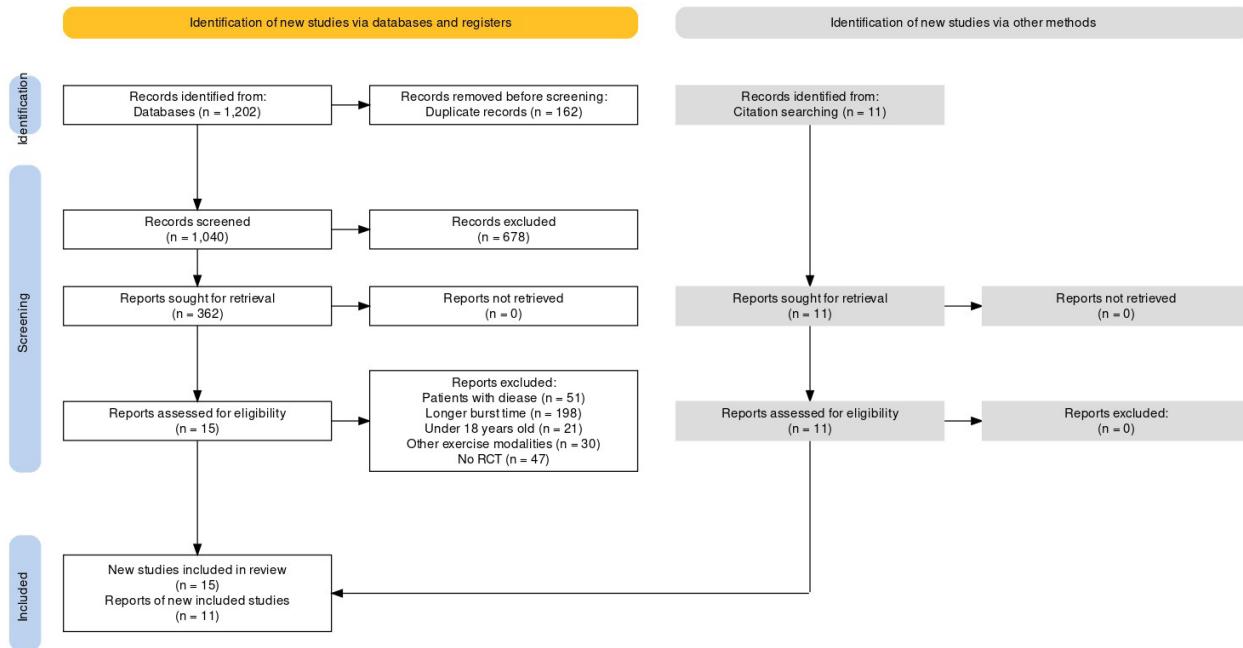 Identification of new studies via databases and registers
Identification of new studies via other methods
Identification
Records identified from:
Databases (n = 1,202)
Records removed before screening:
Duplicate records (n = 162)
Records identified from:
Citation searching (n = 11)
Screening
Records screened
(n = 1,040)
Records excluded
(n = 678)
Reports sought for retrieval
(n = 362)
Reports not retrieved
(n = 0)
Reports sought for retrieval
(n = 11)
Reports not retrieved
(n = 0)
Reports assessed for eligibility
(n = 15)
Reports excluded:
Patients with diease (n = 51)
Longer burst time (n = 198)
Under 18 years old (n = 21)
Other exercise modalities (n = 30)
No RCT (n = 47)
Reports assessed for eligibility
(n = 11)
Reports excluded:
(n = 0)
Included
New studies included in review
(n = 15)
Reports of new included studies
(n = 11)